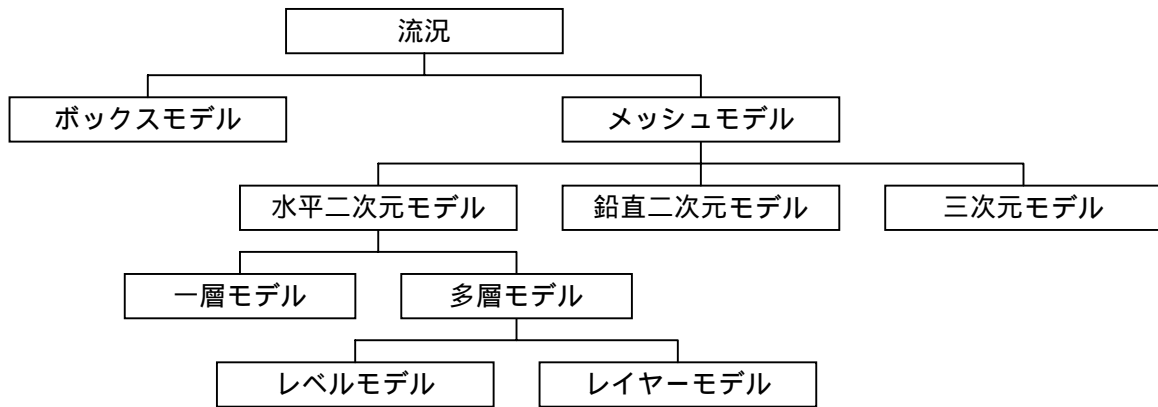 流況
ボックスモデル
メッシュモデル
水平二次元モデル
鉛直二次元モデル
三次元モデル
一層モデル
多層モデル
レベルモデル
レイヤーモデル